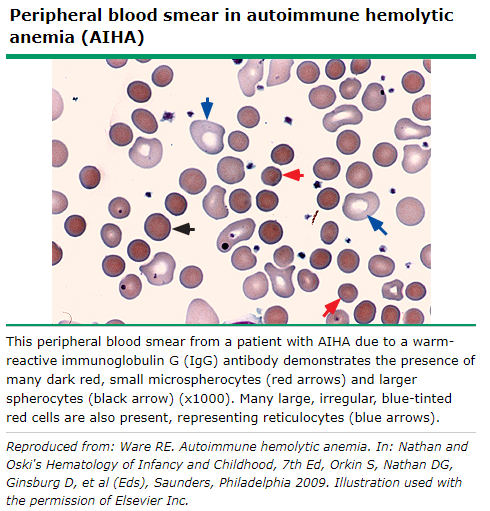 Peripheral blood smear in autoimmune hemolytic
anemia (AIHA)
This peripheral blood smear from a patient with AIHA due to a warm-
reactive immunoglobulin G (IgG) antibody demonstrates the presence of
many dark red, small microspherocytes (red arrows) and larger
spherocytes (black arrow) (x1000). Many large, irregular, blue-tinted
red cells are also present, representing reticulocytes (blue arrows).
Reproduced from: Ware RE. Autoimmune hemolytic anemia. In: Nathan and
Oski's Hematology of Infancy and Childhood, 7th Ed, Orkin S, Nathan DG,
Ginsburg D, et al (Eds), Saunders, Philadelphia 2009. Illustration used with
the permission of Elsevier Inc.